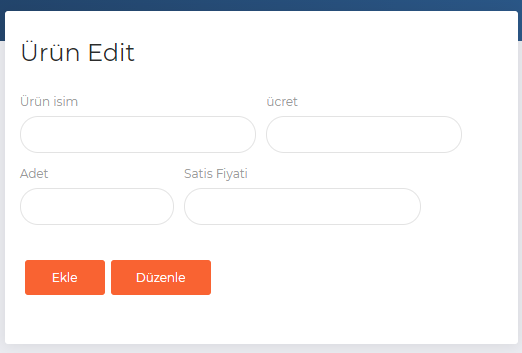 Ürün Edit
Ürün isim ücret
Adet Satis Fiyati
Ekle Düzenle